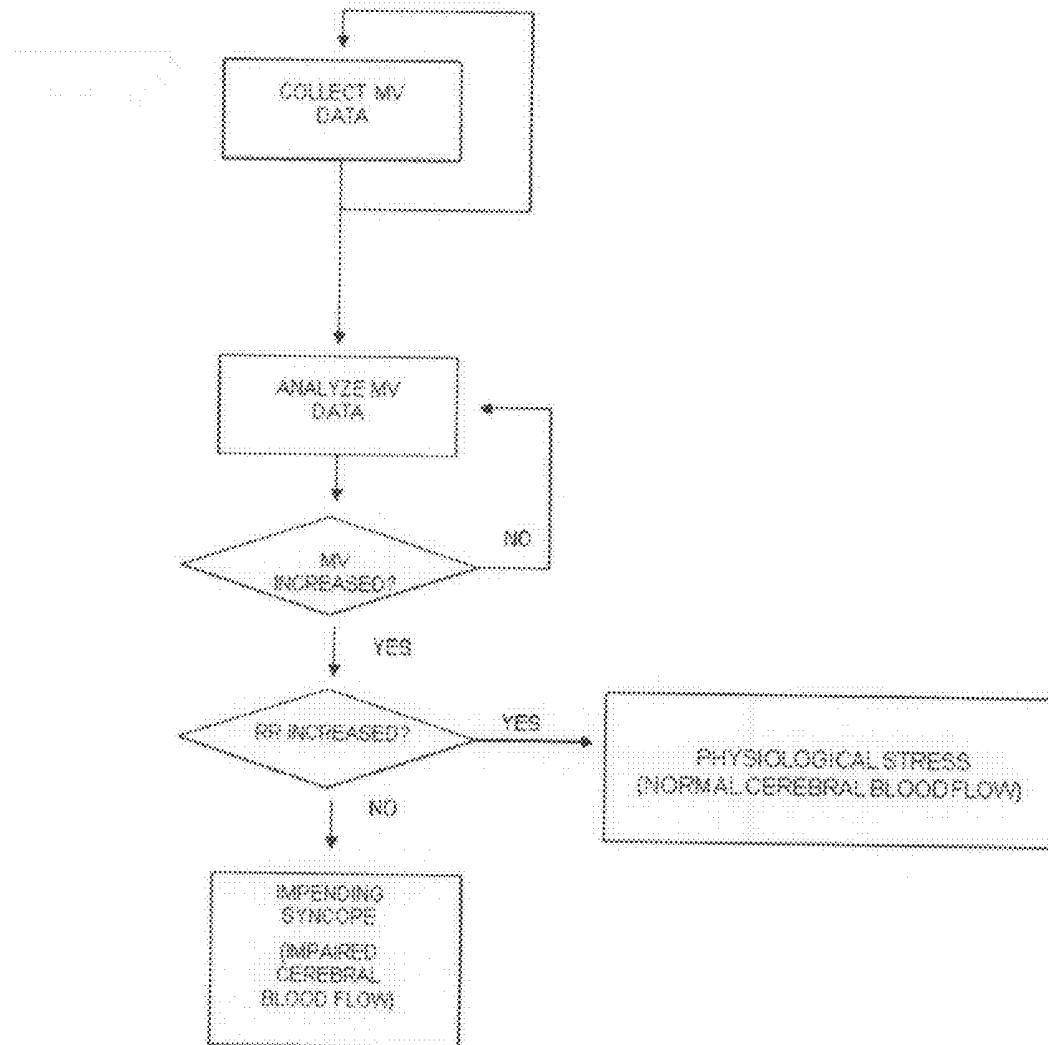 COLLECT MV
DATA
ANALYZE MV
DATA
NO
MV
INCREASED?
YES
RR INCREASED?
YES
PHYSIOLOGICAL STRESS
(NORMAL CEREBRAL BLOOD FLOW)
NO
IMPENDING
SYNCOPE
(IMPAIRED
CEREBRAL
BLOOD FLOW)